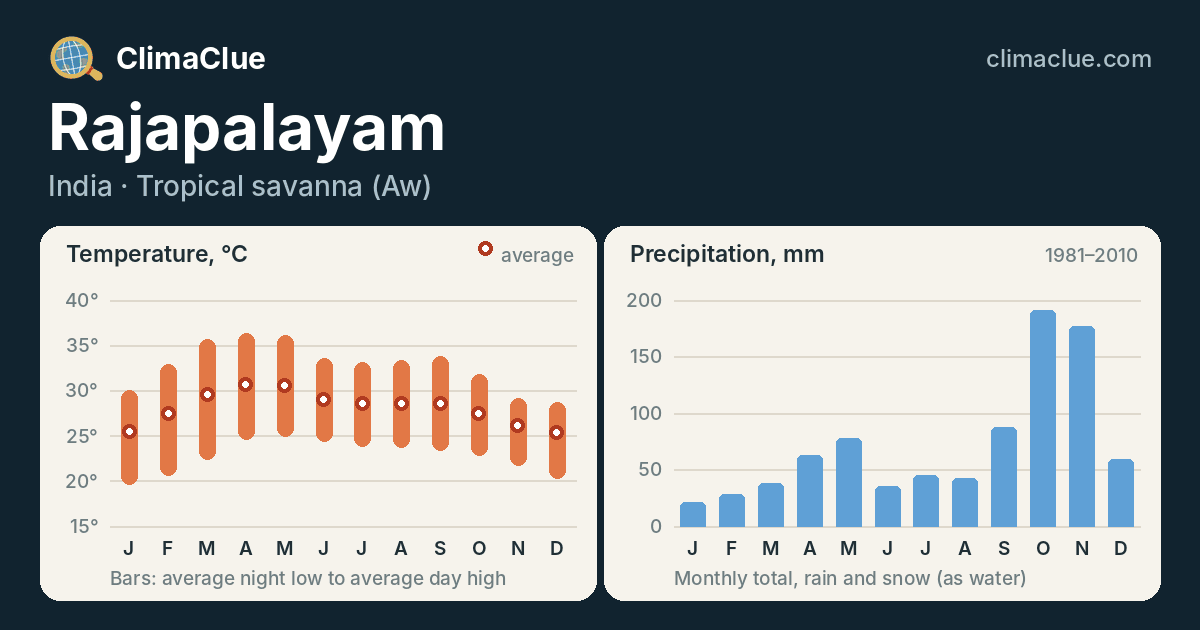 ClimaClue
climaclue.com
Rajapalayam
India · Tropical savanna (Aw)
Temperature, °C
average
40°
35°
30°
25°
20°
15°
J F M A M J J A S O N D
Bars: average night low to average day high
Precipitation, mm
1981–2010
200
150
100
50
0
J F M A M J J A S O N D
Monthly total, rain and snow (as water)